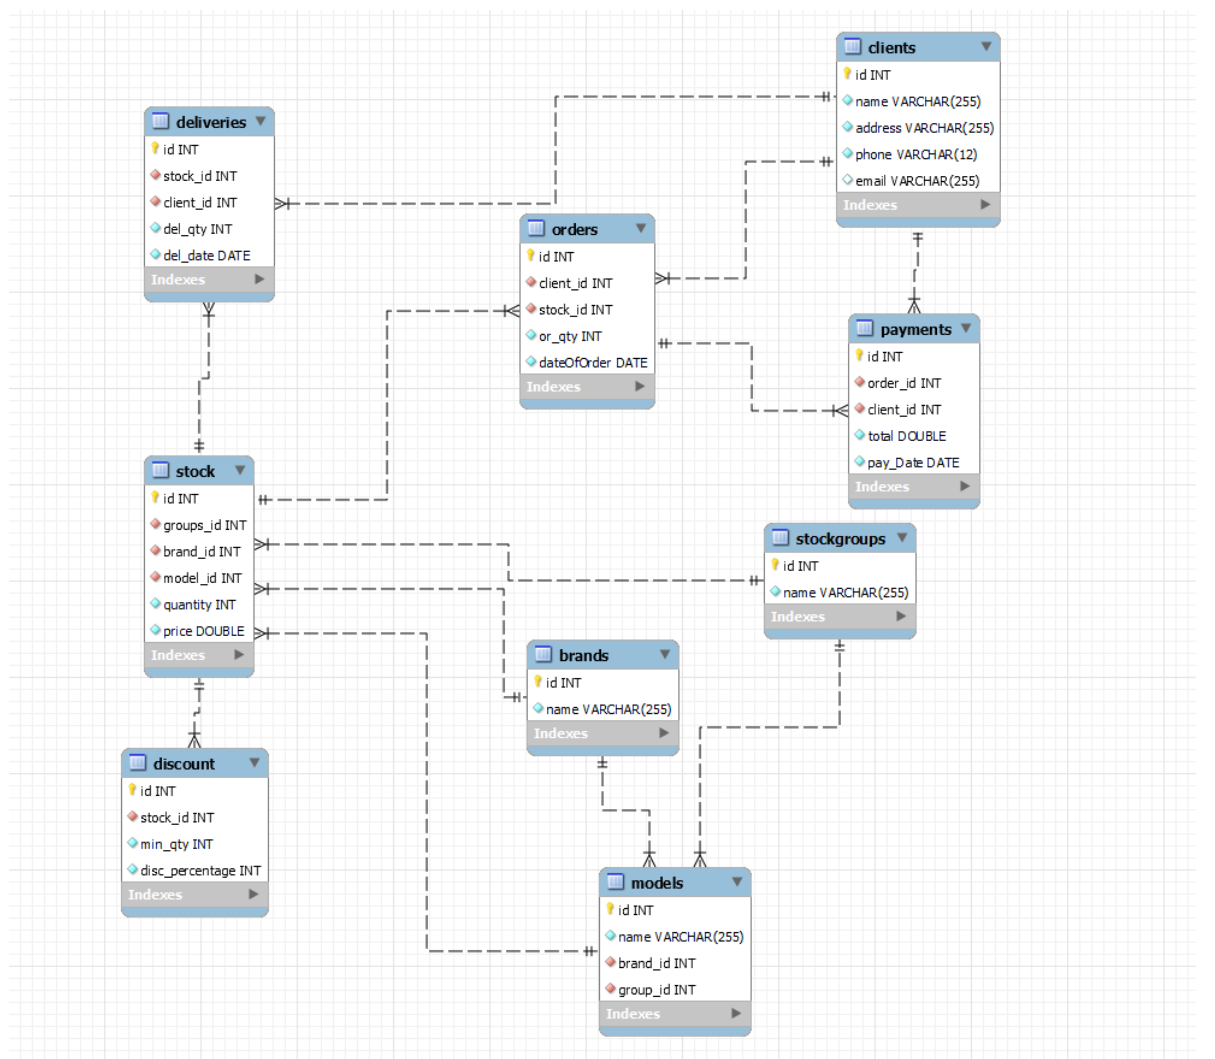 clients
id INT
name VARCHAR(255)
address VARCHAR(255)
phone VARCHAR(12)
email VARCHAR(255)
Indexes
deliveries
id INT
stock_id INT
client_id INT
del_qty INT
del_date DATE
Indexes
orders
id INT
client_id INT
stock_id INT
or_qty INT
dateOfOrder DATE
Indexes
payments
id INT
order_id INT
client_id INT
total DOUBLE
pay_Date DATE
Indexes
stock
id INT
groups_id INT
brand_id INT
model_id INT
quantity INT
price DOUBLE
Indexes
stockgroups
id INT
name VARCHAR(255)
Indexes
brands
id INT
name VARCHAR(255)
Indexes
discount
id INT
stock_id INT
min_qty INT
disc_percentage INT
Indexes
models
id INT
name VARCHAR(255)
brand_id INT
group_id INT
Indexes